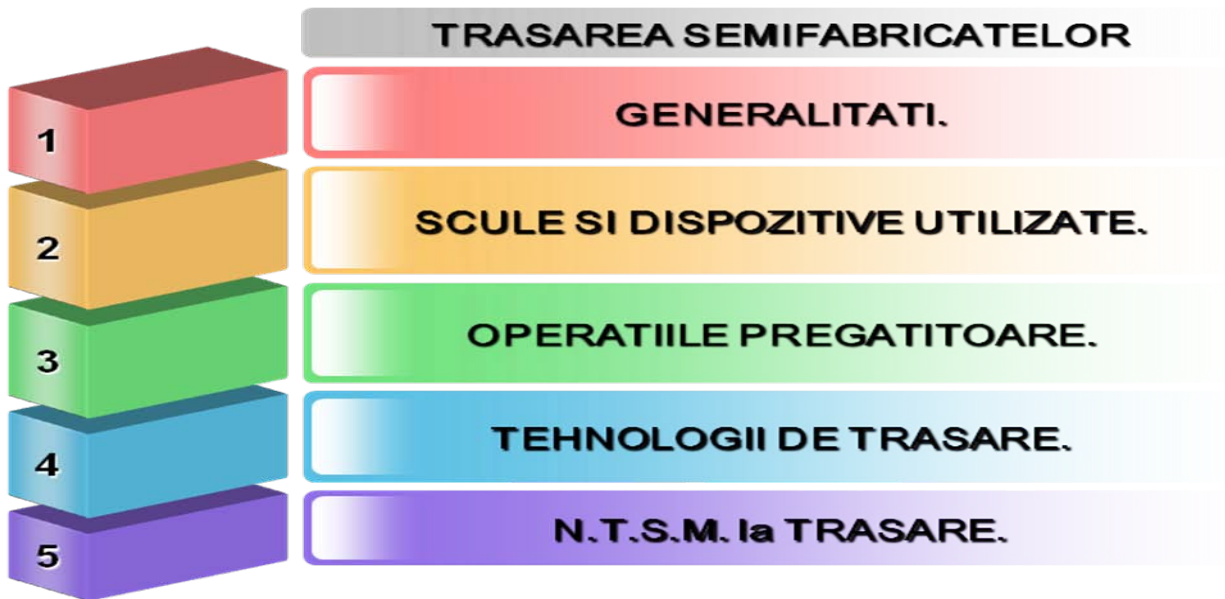 TRASAREA SEMIFABRICATELOR
1
GENERALITATI.
2
SCULE SI DISPOZITIVE UTILIZATE.
3
OPERATIILE PREGATITOARE.
4
TEHNOLOGII DE TRASARE.
5
N.T.S.M. la TRASARE.